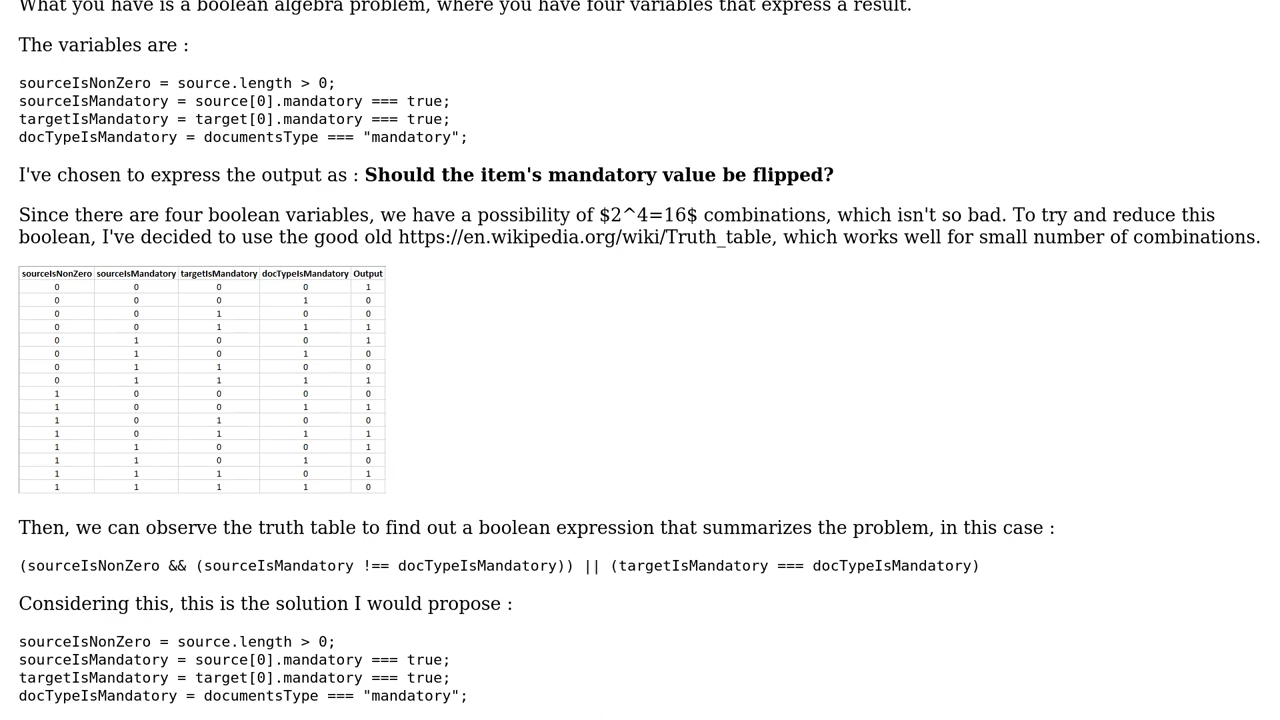 What you have is a boolean algebra problem, where you have four variables that express a result.
The variables are :
sourceIsNonZero = source.length > 0;
sourceIsMandatory = source[0].mandatory === true;
targetIsMandatory = target[0].mandatory === true;
docTypeIsMandatory = documentsType === "mandatory";
I've chosen to express the output as : Should the item's mandatory value be flipped?
Since there are four boolean variables, we have a possibility of $2^4=16$ combinations, which isn't so bad. To try and reduce this
boolean, I've decided to use the good old https://en.wikipedia.org/wiki/Truth_table, which works well for small number of combinations.
sourceIsNonZero sourceIsMandatory targetIsMandatory docTypeIsMandatory Output
0 0 0 0 1
0 0 0 1 0
0 0 1 0 0
0 0 1 1 1
0 1 0 0 1
0 1 0 1 0
0 1 1 0 0
0 1 1 1 1
1 0 0 0 0
1 0 0 1 1
1 0 1 0 0
1 0 1 1 1
1 1 0 0 1
1 1 0 1 0
1 1 1 0 1
1 1 1 1 0
Then, we can observe the truth table to find out a boolean expression that summarizes the problem, in this case :
(sourceIsNonZero && (sourceIsMandatory !== docTypeIsMandatory)) || (targetIsMandatory === docTypeIsMandatory)
Considering this, this is the solution I would propose :
sourceIsNonZero = source.length > 0;
sourceIsMandatory = source[0].mandatory === true;
targetIsMandatory = target[0].mandatory === true;
docTypeIsMandatory = documentsType === "mandatory";